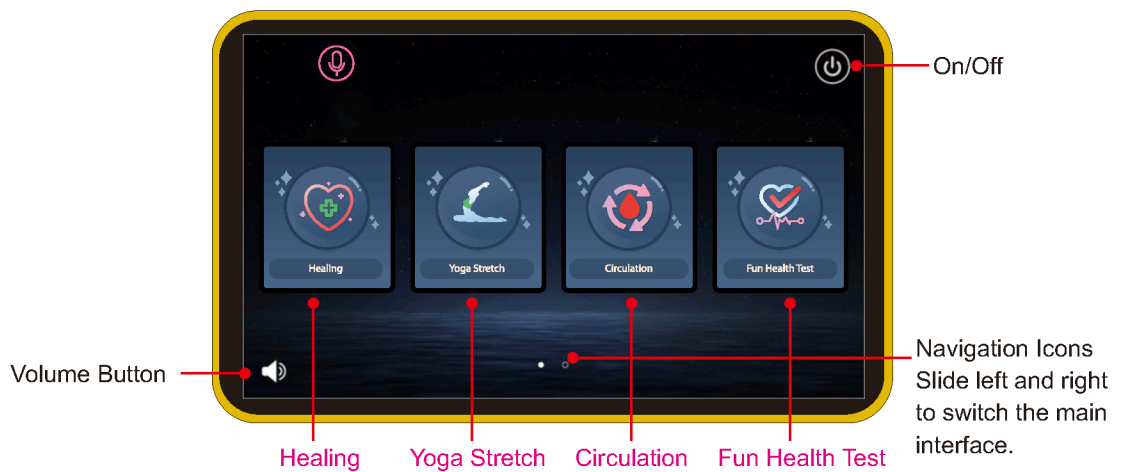 On/Off
Healing
Yoga Stretch
Circulation
Fun Health Test
Volume Button
Navigation Icons
Slide left and right
to switch the main
interface.
Healing
Yoga Stretch
Circulation
Fun Health Test